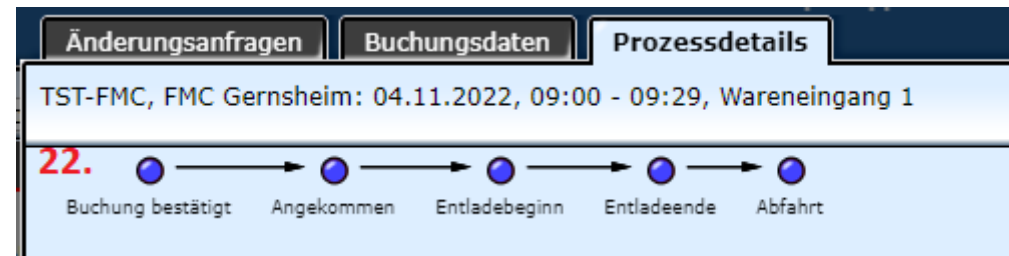 Änderungsanfragen Buchungsdaten Prozessdetails
TST-FMC, FMC Gernsheim: 04.11.2022, 09:00 - 09:29, Wareneingang 1
22.
Buchung bestätigt Angekommen Entladebeginn Entladeende Abfahrt